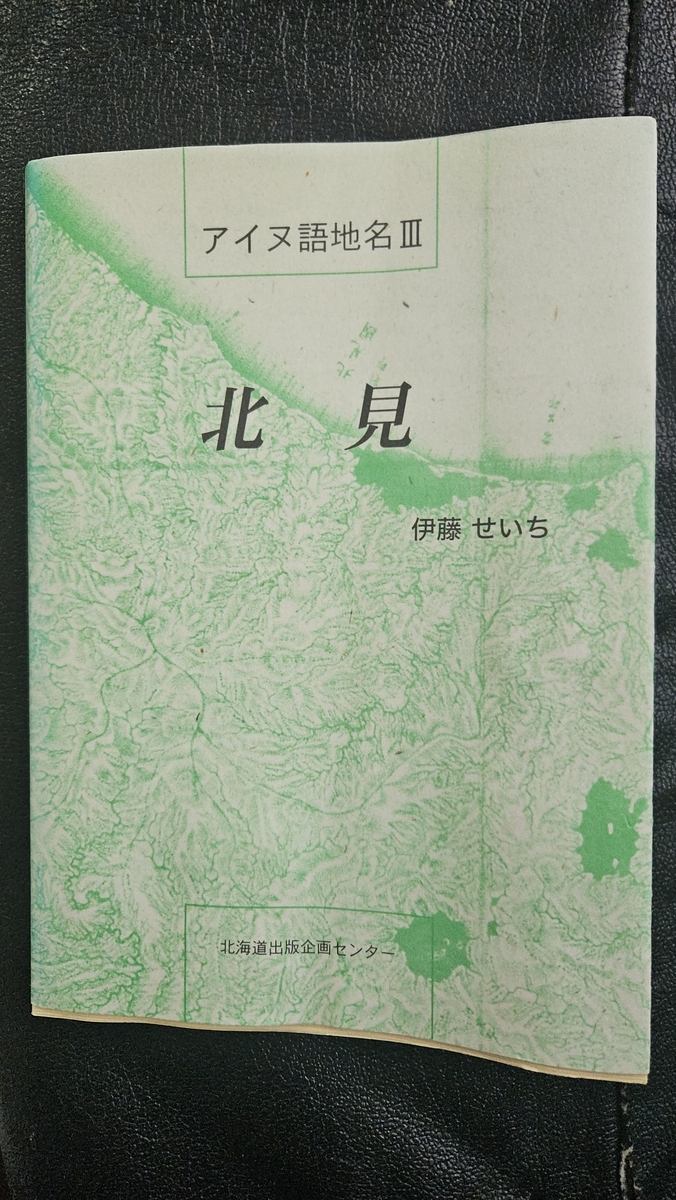 アイヌ語地名Ⅲ
北見
伊藤 せいち
北海道出版企画センター